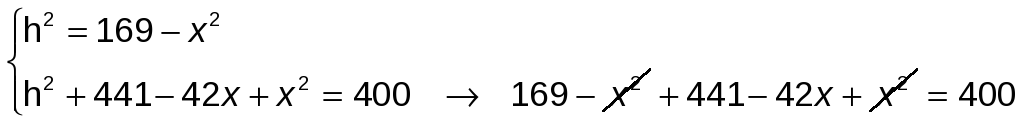 h² = 169 – x²
h² + 441– 42x + x² = 400 → 169 – x² + 441– 42x + x² = 400